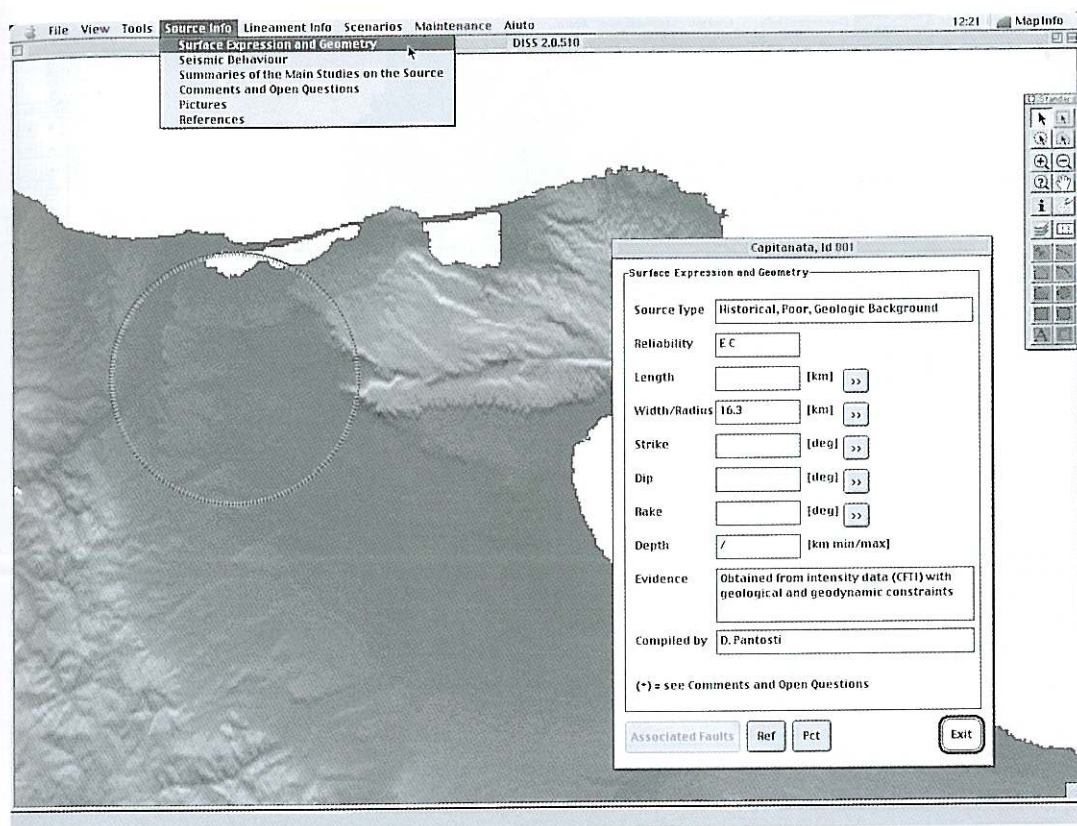 File View Tools Source Info Lineament Info Scenarios Maintenance Aiuto 12:21 MapInfo
DISS 2.0.510
Surface Expression and Geometry
Seismic Behaviour
Summaries of the Main Studies on the Source
Comments and Open Questions
Pictures
References
Standard
Capitanata, Id 801
Surface Expression and Geometry
Source Type Historical, Poor, Geologic Background
Reliability E C
Length [km] >>
Width/Radius 16.3 [km] >>
Strike [deg] >>
Dip [deg] >>
Rake [deg] >>
Depth / [km min/max]
Evidence Obtained from intensity data (CFTI) with
geological and geodynamic constraints
Compiled by D. Pantosti
(*) = see Comments and Open Questions
Associated Faults Ref Pct Exit